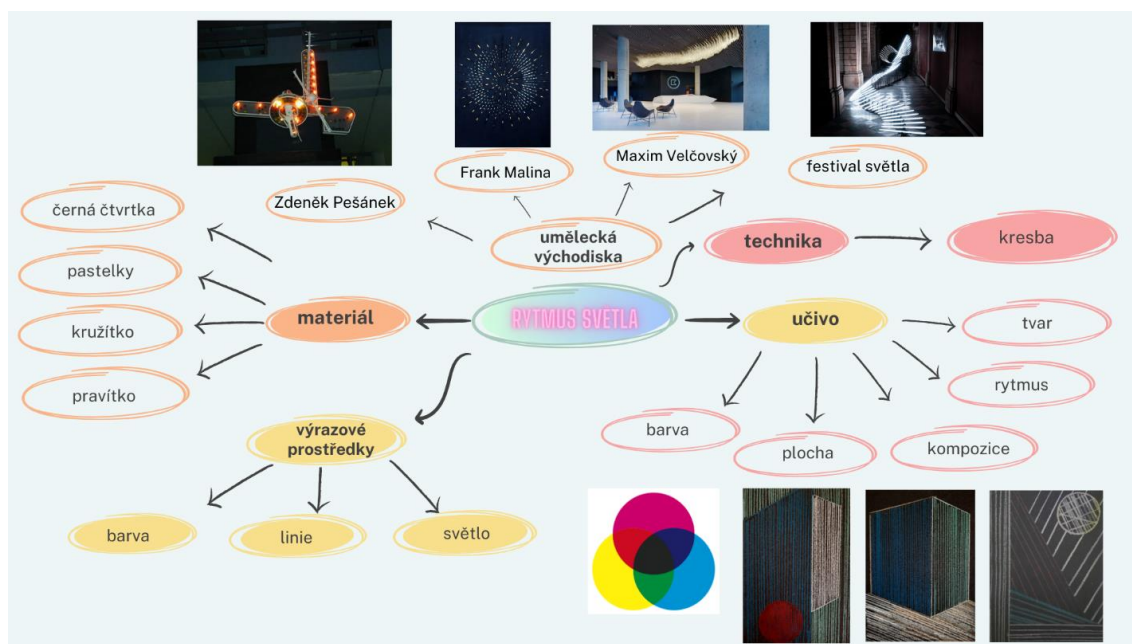 Frank Malina
Maxim Velčovský
festival světla
Zdeněk Pešánek
umělecká
východiska
technika
kresba
černá čtvrtka
pastelky
kružítko
pravítko
materiál
RYTMUS SVĚTLA
učivo
tvar
rytmus
kompozice
plocha
barva
výrazové
prostředky
barva
linie
světlo